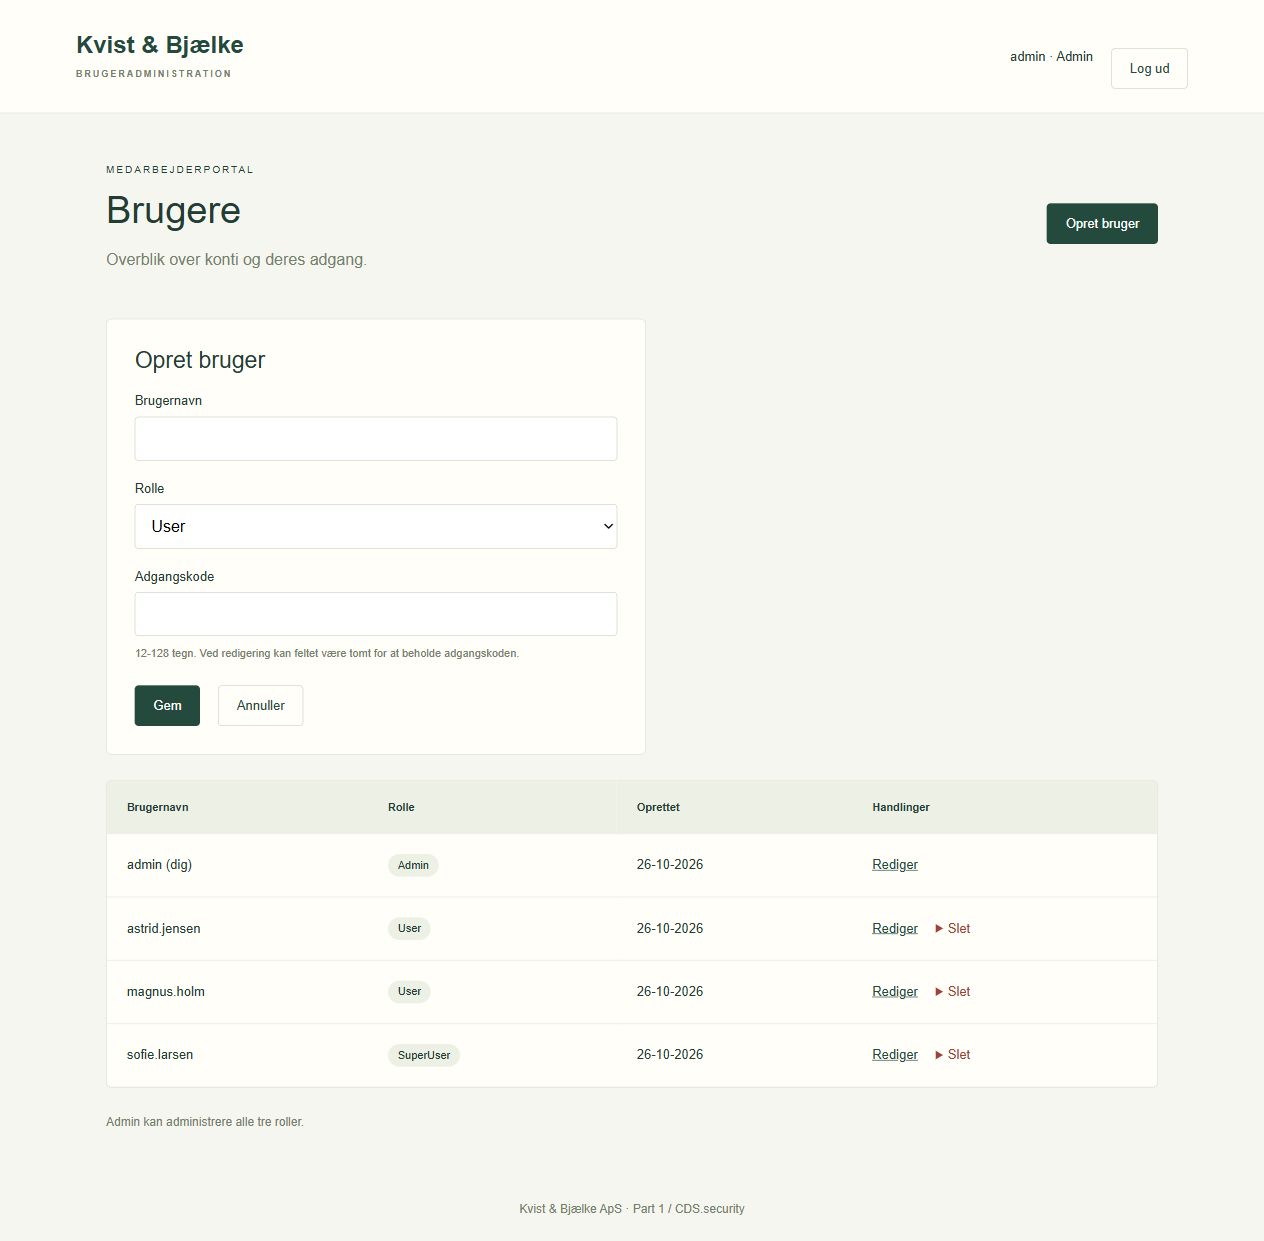 Kvist & Bjælke
BRUGERADMINISTRATION
admin · Admin
Log ud
MEDARBEJDERPORTAL
Brugere
Opret bruger
Overblik over konti og deres adgang.
Opret bruger
Brugernavn
Rolle
User
Adgangskode
12-128 tegn. Ved redigering kan feltet være tomt for at beholde adgangskoden.
Gem Annuller
Brugernavn Rolle Oprettet Handlinger
admin (dig) Admin 26-10-2026 Rediger
astrid.jensen User 26-10-2026 Rediger ▶ Slet
magnus.holm User 26-10-2026 Rediger ▶ Slet
sofie.larsen SuperUser 26-10-2026 Rediger ▶ Slet
Admin kan administrere alle tre roller.
Kvist & Bjælke ApS · Part 1 / CDS.security